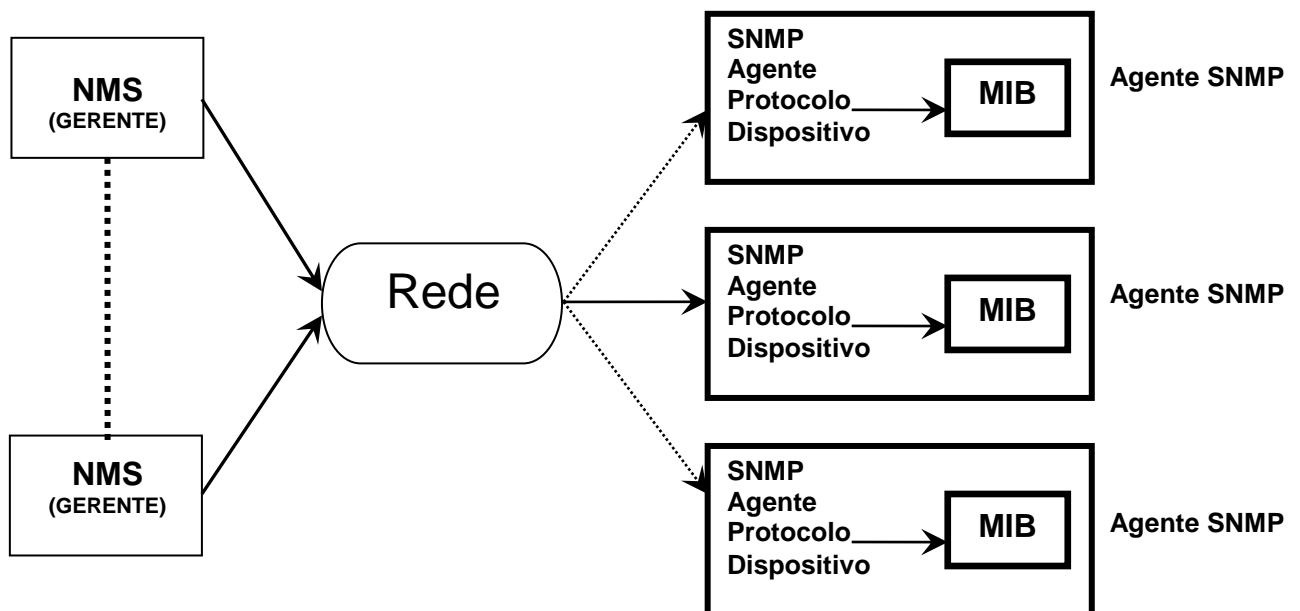 NMS
(GERENTE)
NMS
(GERENTE)
Rede
SNMP
Agente
Protocolo
Dispositivo
MIB
Agente SNMP
SNMP
Agente
Protocolo
Dispositivo
MIB
Agente SNMP
SNMP
Agente
Protocolo
Dispositivo
MIB
Agente SNMP